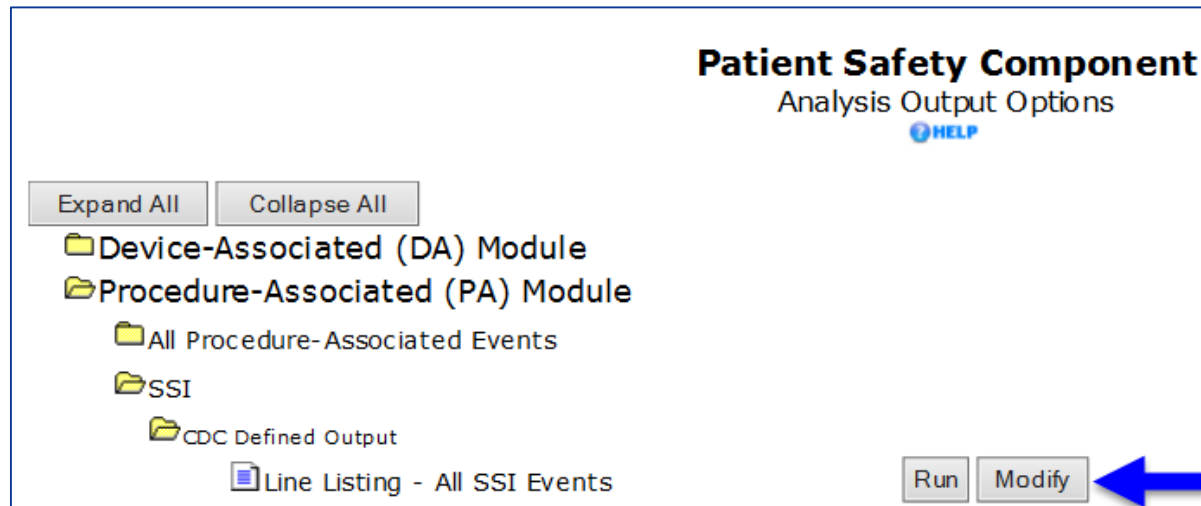 Patient Safety Component
Analysis Output Options
?HELP
Expand All Collapse All
Device-Associated (DA) Module
Procedure-Associated (PA) Module
All Procedure-Associated Events
SSI
CDC Defined Output
Line Listing - All SSI Events Run Modify